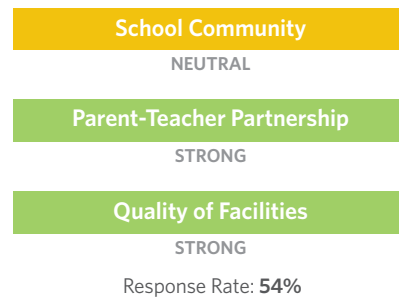 School Community
NEUTRAL
Parent-Teacher Partnership
STRONG
Quality of Facilities
STRONG
Response Rate: 54%